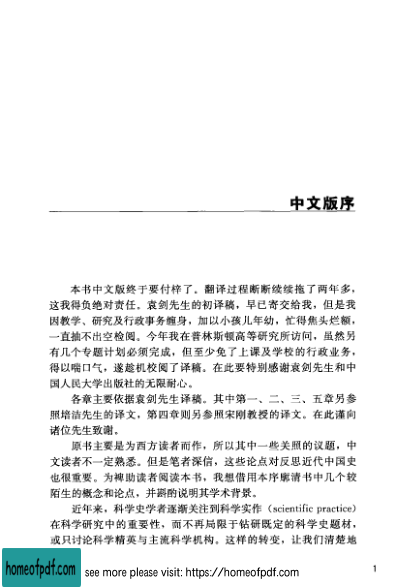 中文版序
本书中文版终于要付梓了。翻译过程断断续续拖了两年多，
这我得负绝对责任。袁剑先生的初译稿，早已寄交给我，但是我
因教学、研究及行政事务缠身，加以小孩儿年幼，忙得焦头烂额，
一直抽不出空检阅。今年我在普林斯顿高等研究所访问，虽然另
有几个专题计划必须完成，但至少免了上课及学校的行政业务，
得以喘口气，遂趁机校阅了译稿。在此要特别感谢袁剑先生和中
国人民大学出版社的无限耐心。
各章主要依据袁剑先生译稿。其中第一、二、三、五章另参
照培洁先生的译文，第四章则另参照宋刚教授的译文。在此谨向
诸位先生致谢。
原书主要是为西方读者而作，所以其中一些关照的议题，中
文读者不一定熟悉。但是笔者深信，这些论点对反思近代中国史
也很重要。为裨助读者阅读本书，我想借用本序廓清书中几个较
陌生的概念和论点，并斟酌说明其学术背景。
近年来，科学史学者逐渐关注到科学实作（scientific practice）
在科学研究中的重要性，而不再局限于钻研既定的科学史题材，
或只讨论科学精英与主流科学机构。这样的转变，让我们清楚地
homeofpdf.com
see more please visit: https://homeofpdf.com
1